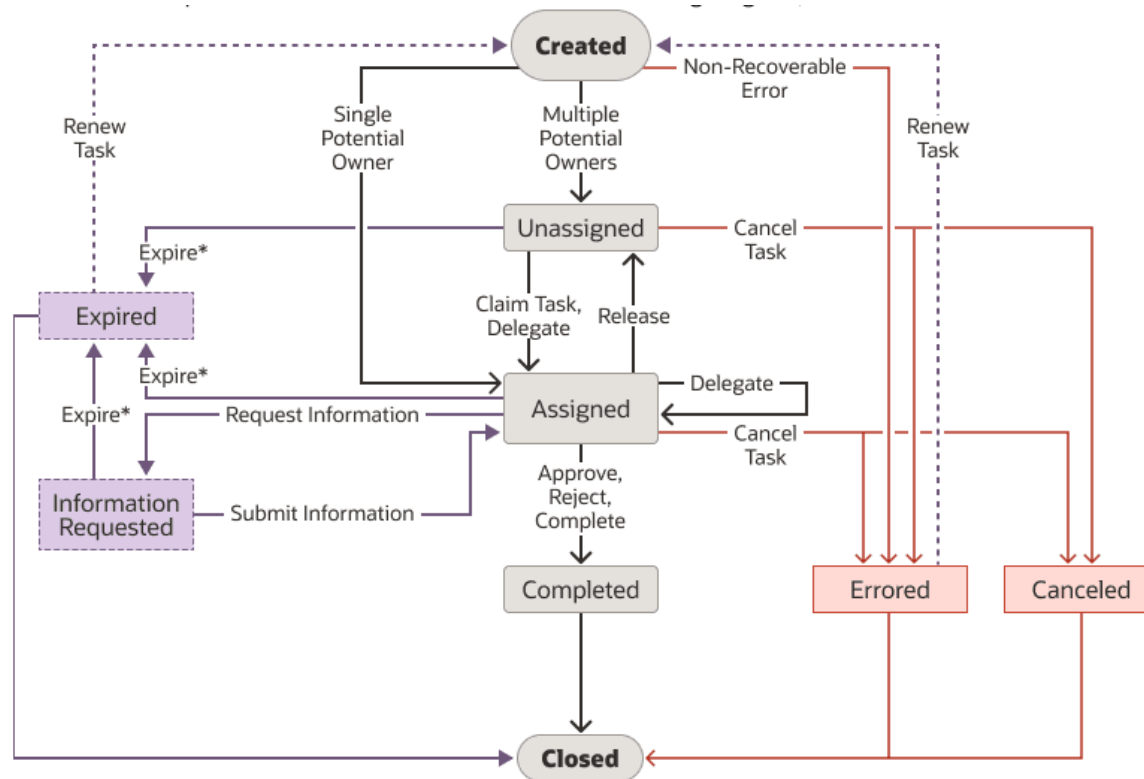 Created
Non-Recoverable
Error
Single
Potential
Owner
Multiple
Potential
Owners
Renew
Task
Renew
Task
Unassigned
Cancel
Task
Expire*
Expired
Claim Task,
Delegate
Release
Expire*
Delegate
Assigned
Expire*
Request Information
Cancel
Task
Approve,
Reject,
Complete
Information
Requested
Submit Information
Completed
Errored
Canceled
Closed